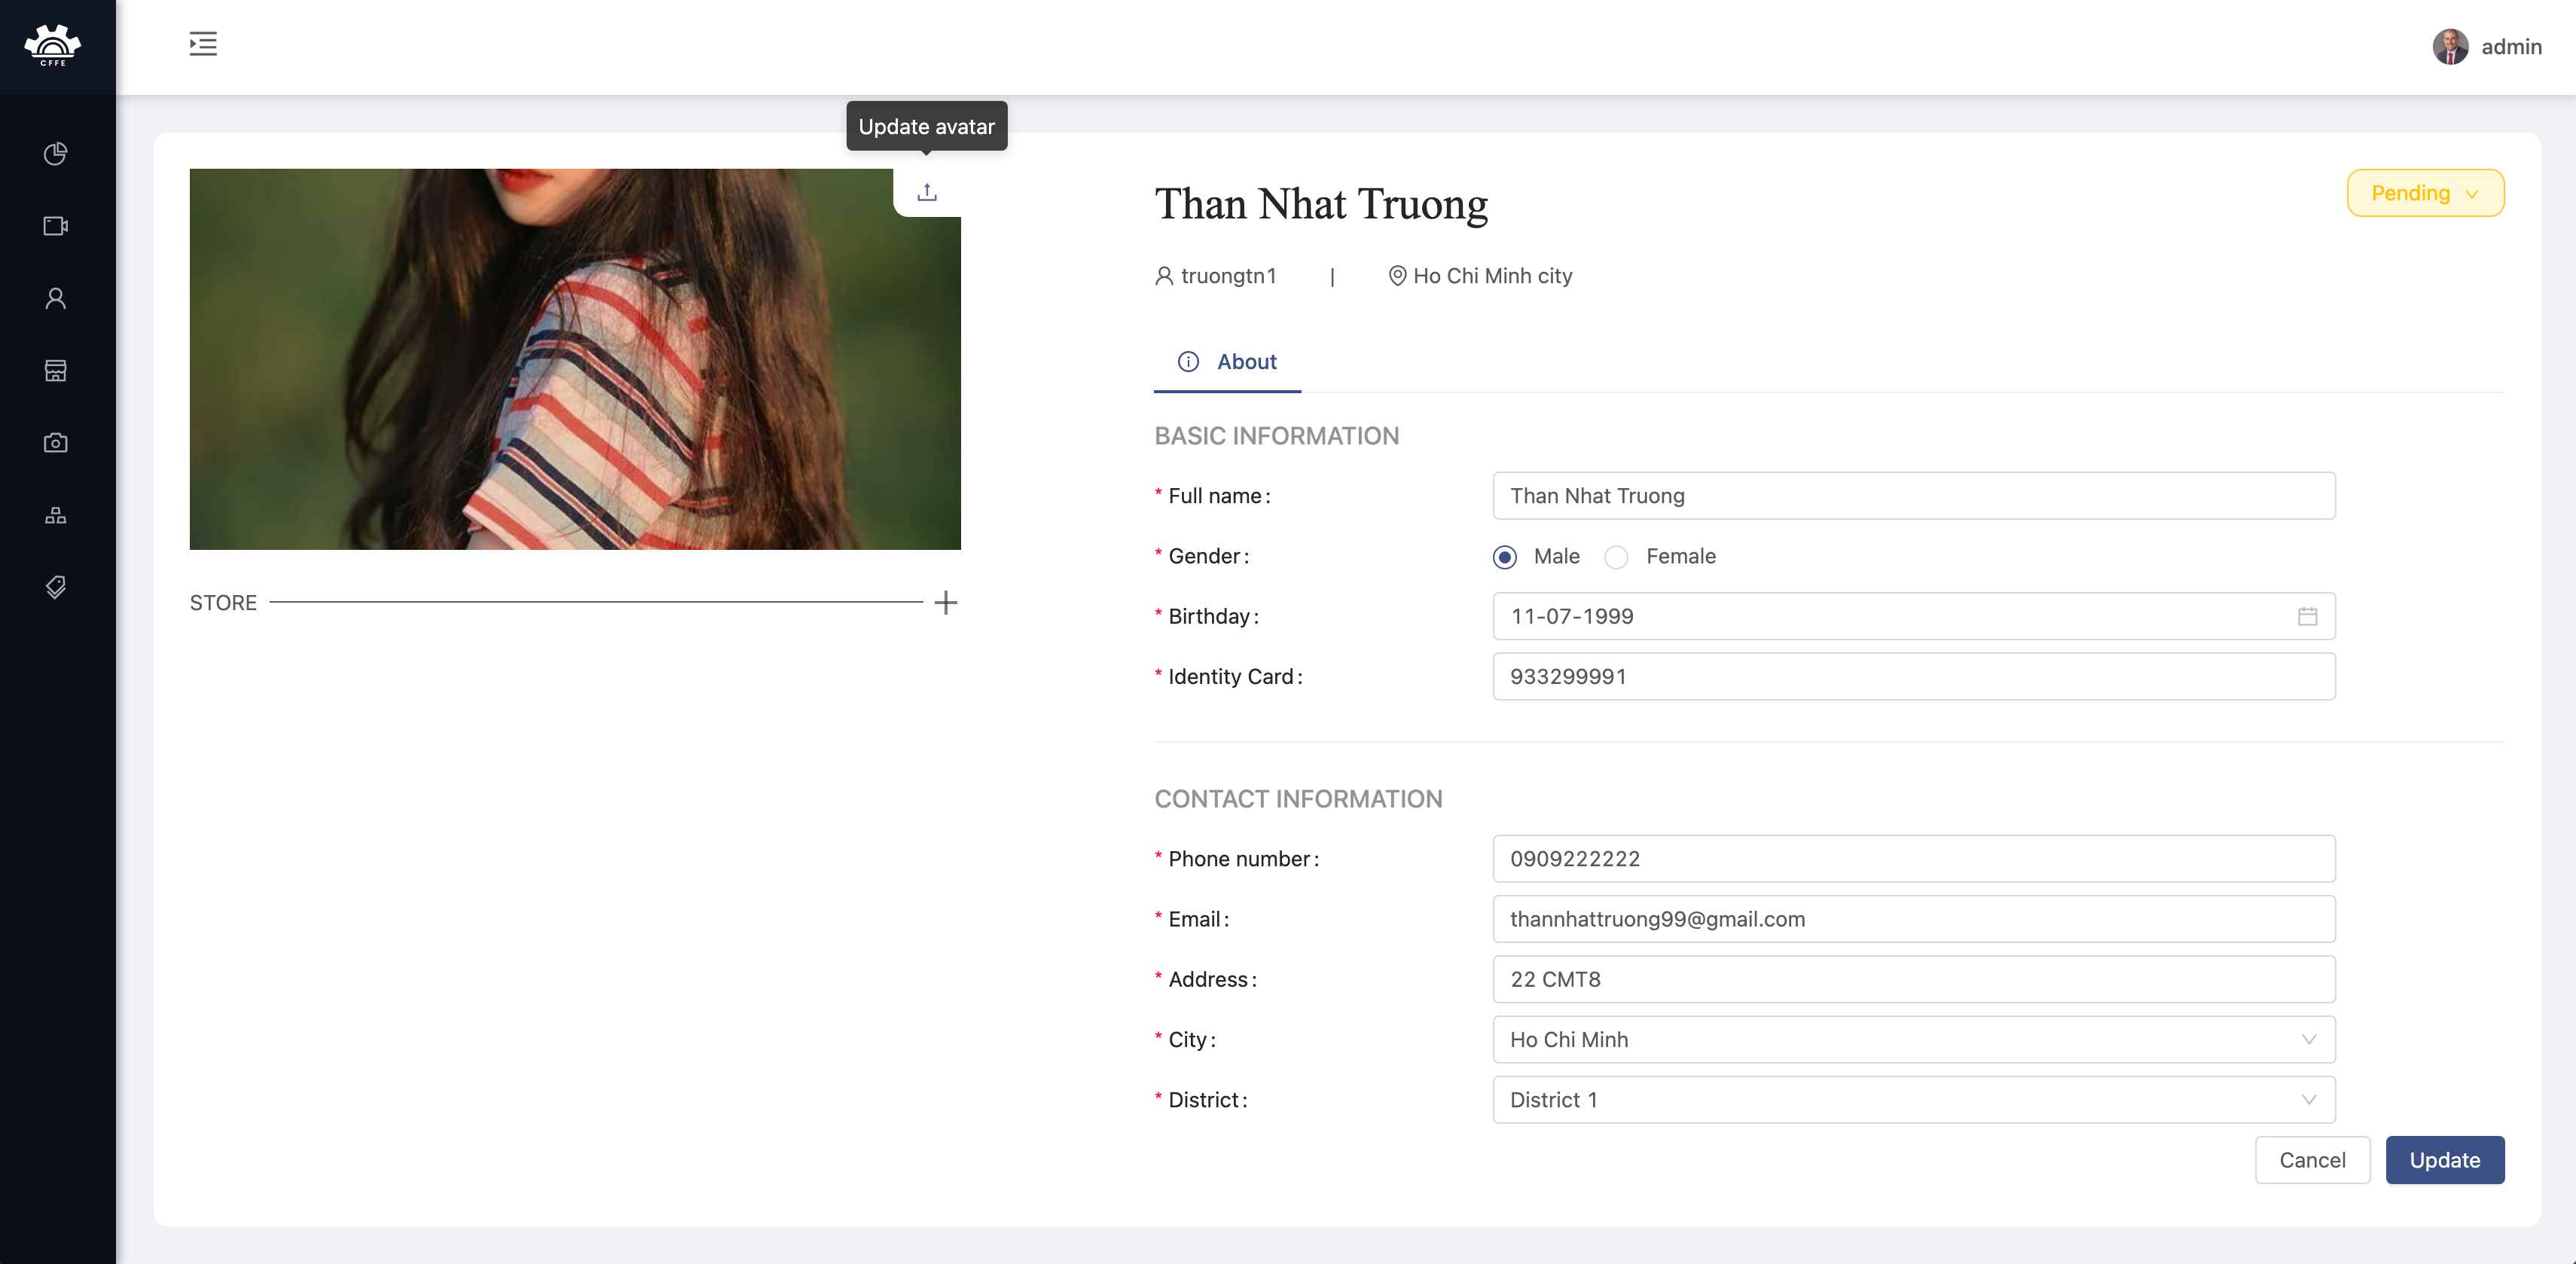 CFFE
admin
Update avatar
Than Nhat Truong
Pending
truongtn1 | Ho Chi Minh city
About
BASIC INFORMATION
* Full name: Than Nhat Truong
* Gender: Male Female
* Birthday: 11-07-1999
* Identity Card: 933299991
STORE
CONTACT INFORMATION
* Phone number: 0909222222
* Email: thannhattruong99@gmail.com
* Address: 22 CMT8
* City: Ho Chi Minh
* District: District 1
Cancel Update